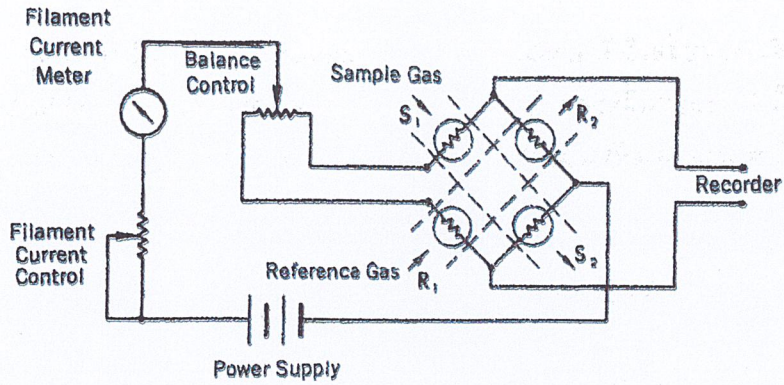 Filament
Current
Meter
Balance
Control
Sample Gas
S₁
R₂
Recorder
Filament
Current
Control
Reference Gas
R₁
S₂
Power Supply